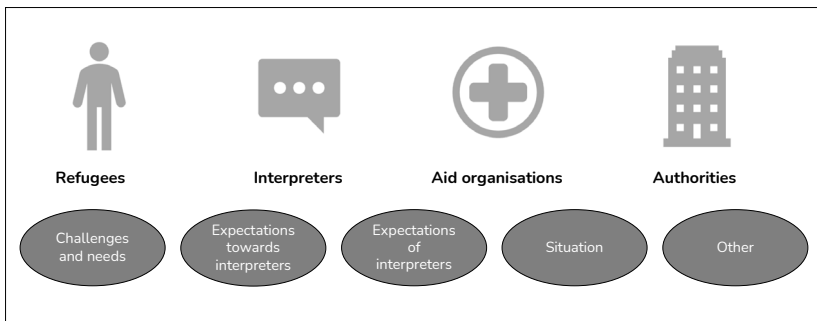 Refugees
Interpreters
Aid organisations
Authorities
Challenges
and needs
Expectations
towards
interpreters
Expectations
of
interpreters
Situation
Other